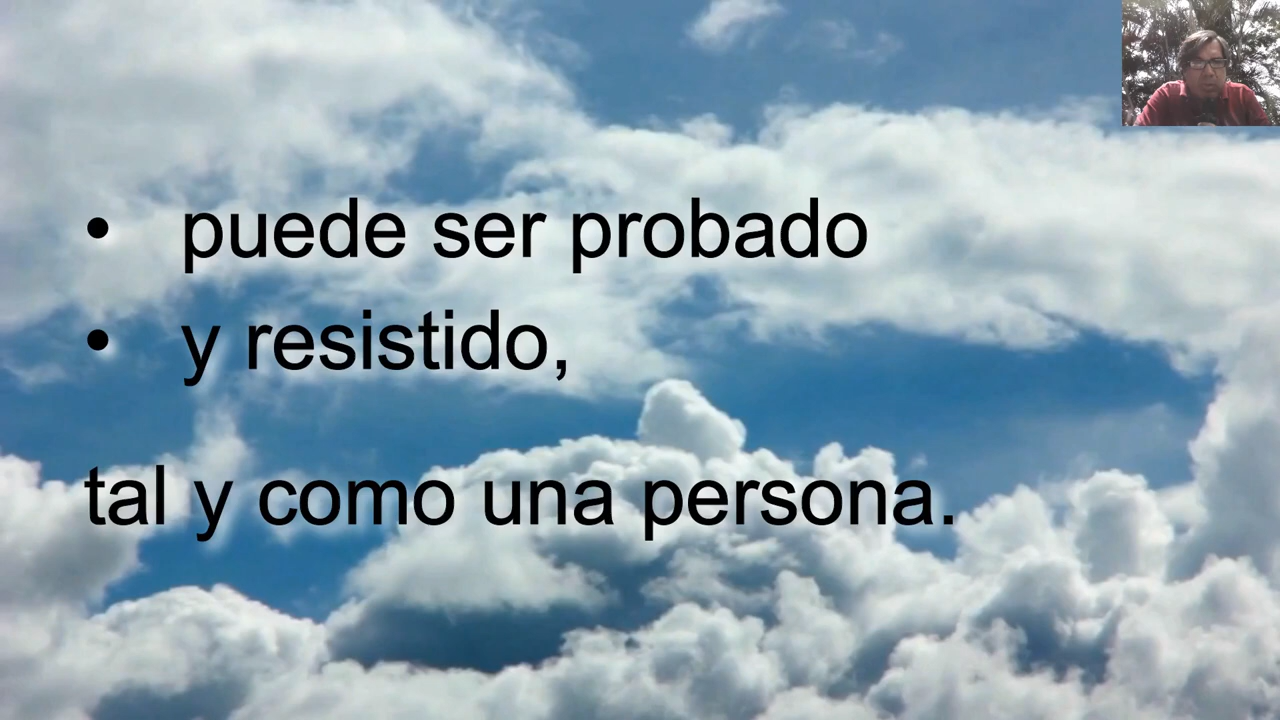 • puede ser probado
• y resistido,
tal y como una persona.